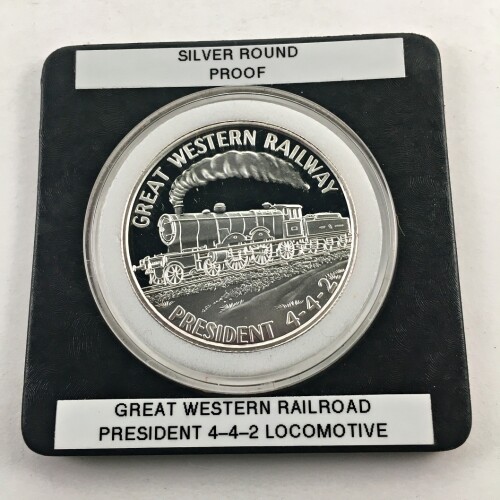 SILVER ROUND
PROOF
GREAT WESTERN RAILWAY
PRESIDENT 4-4-2
GREAT WESTERN RAILROAD
PRESIDENT 4-4-2 LOCOMOTIVE